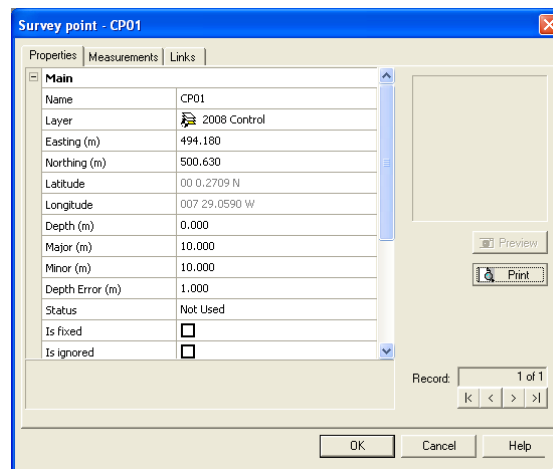 Survey point - CP01
Properties Measurements Links
Main
Name CP01
Layer 2008 Control
Easting (m) 494.180
Northing (m) 500.630
Latitude 00 0.2709 N
Longitude 007 29.0590 W
Depth (m) 0.000
Major (m) 10.000
Minor (m) 10.000
Depth Error (m) 1.000
Status Not Used
Is fixed
Is ignored
Preview
Print
Record: 1 of 1
OK Cancel Help